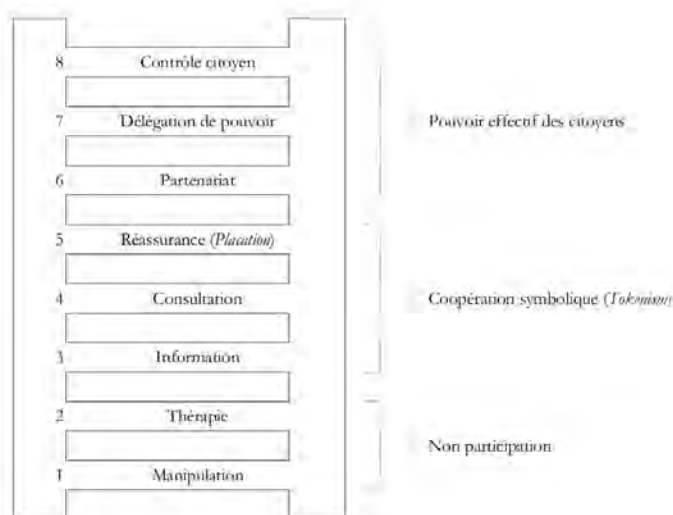 8 Contrôle citoyen
7 Délégation de pouvoir
Pouvoir effectif des citoyens
6 Partenariat
5 Réassurance (Placation)
4 Consultation
Coopération symbolique (Tokenism)
3 Information
2 Thérapie
Non participation
1 Manipulation